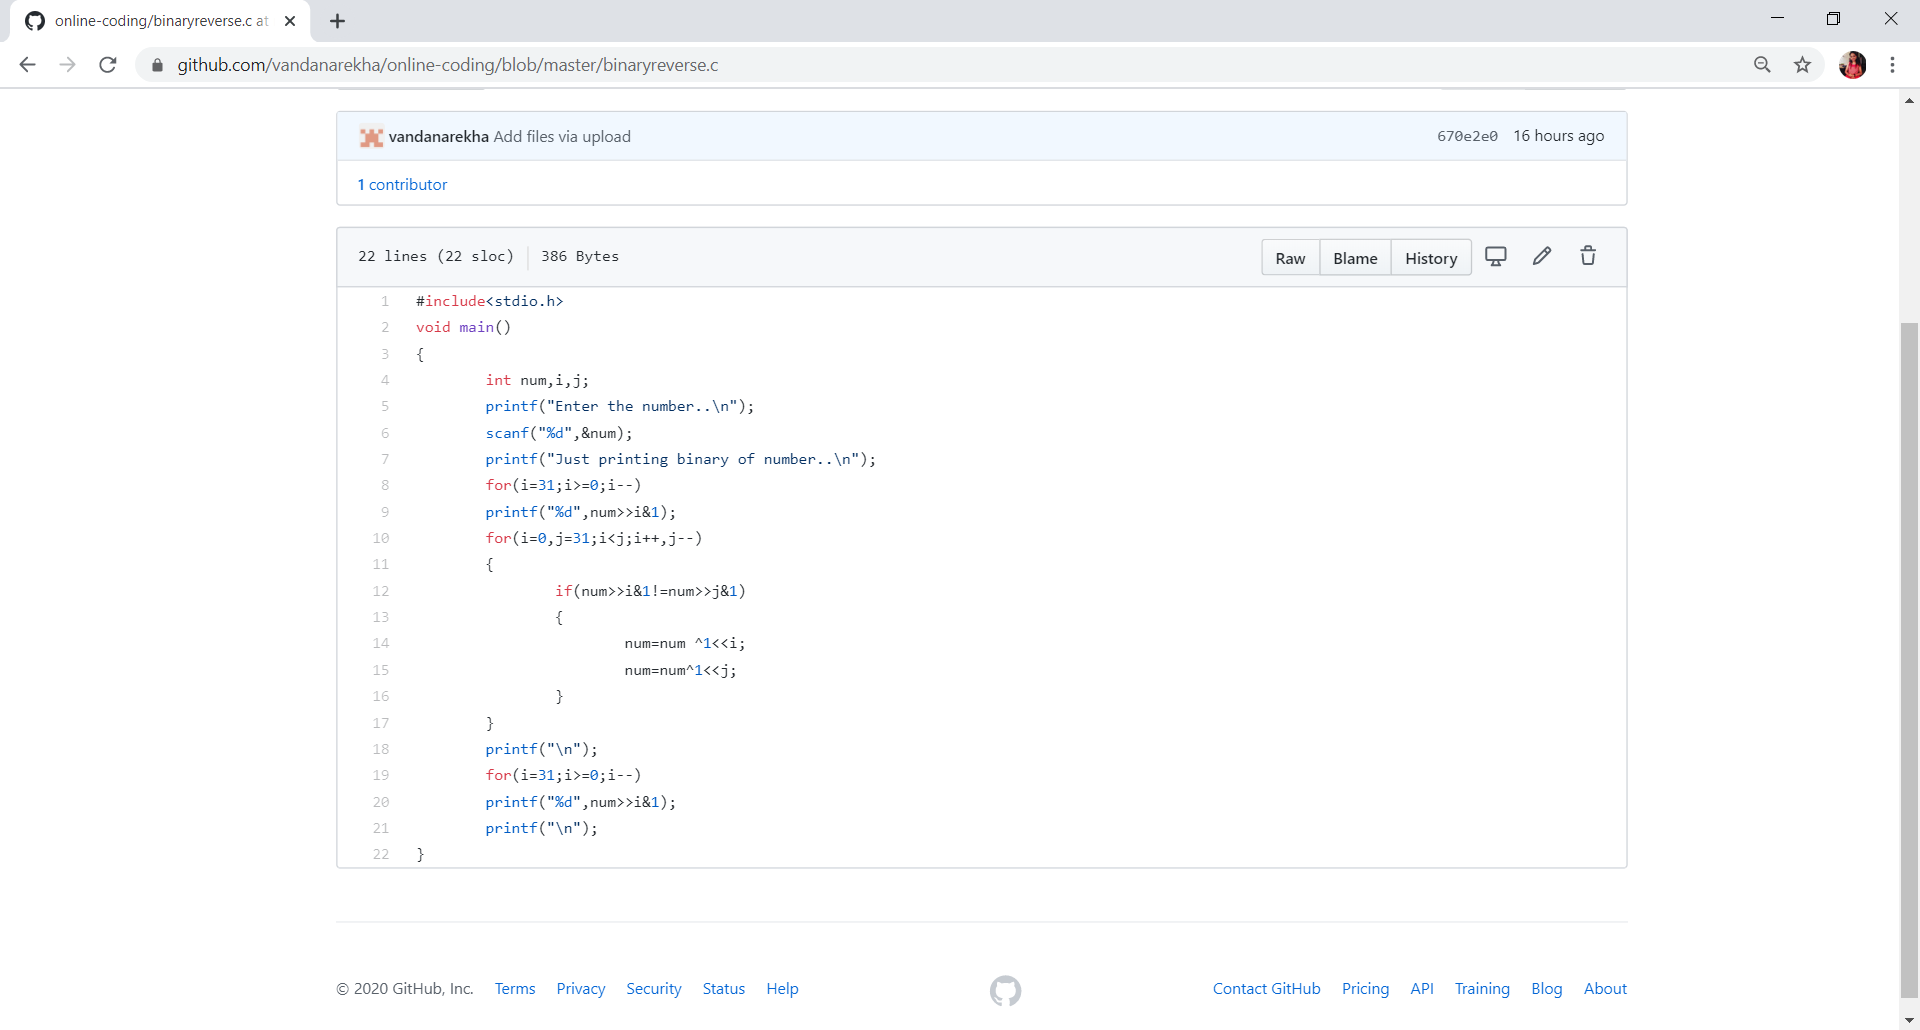 online-coding/binaryreverse.c at
github.com/vandanarekha/online-coding/blob/master/binaryreverse.c
vandanarekha Add files via upload 670e2e0 16 hours ago
1 contributor
22 lines (22 sloc) 386 Bytes Raw Blame History
1 #include<stdio.h>
2 void main()
3 {
4 int num,i,j;
5 printf("Enter the number..\n");
6 scanf("%d",&num);
7 printf("Just printing binary of number..\n");
8 for(i=31;i>=0;i--)
9 printf("%d",num>>i&1);
10 for(i=0,j=31;i<j;i++,j--)
11 {
12 if(num>>i&1!=num>>j&1)
13 {
14 num=num ^1<<i;
15 num=num^1<<j;
16 }
17 }
18 printf("\n");
19 for(i=31;i>=0;i--)
20 printf("%d",num>>i&1);
21 printf("\n");
22 }
© 2020 GitHub, Inc. Terms Privacy Security Status Help Contact GitHub Pricing API Training Blog About